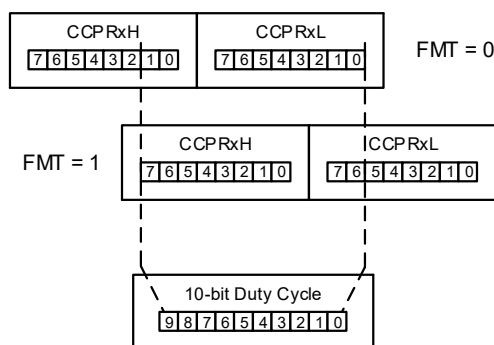 CCPRxH CCPRxL
7 6 5 4 3 2 1 0 7 6 5 4 3 2 1 0 FMT = 0
CCPRxH CCPRxL
FMT = 1 7 6 5 4 3 2 1 0 7 6 5 4 3 2 1 0
10-bit Duty Cycle
9 8 7 6 5 4 3 2 1 0